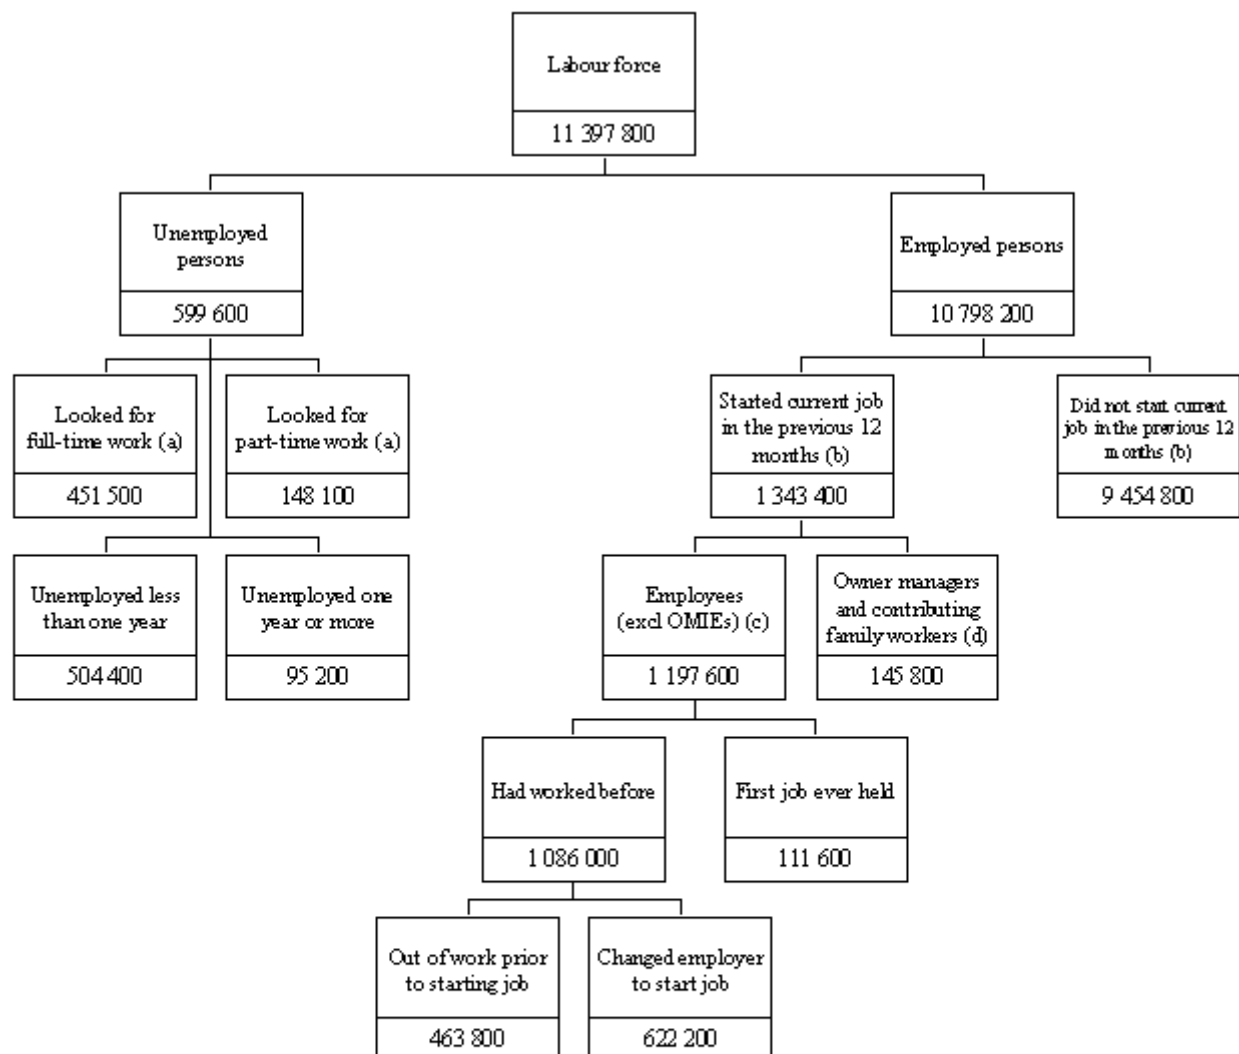 Labour force
11 397 800
Unemployed
persons
599 600
Employed persons
10 798 200
Looked for
full-time work (a)
451 500
Looked for
part-time work (a)
148 100
Started current job
in the previous 12
months (b)
1 343 400
Did not start current
job in the previous 12
months (b)
9 454 800
Unemployed less
than one year
504 400
Unemployed one
year or more
95 200
Employees
(excl OMIEs) (c)
1 197 600
Owner managers
and contributing
family workers (d)
145 800
Had worked before
1 086 000
First job ever held
111 600
Out of work prior
to starting job
463 800
Changed employer
to start job
622 200